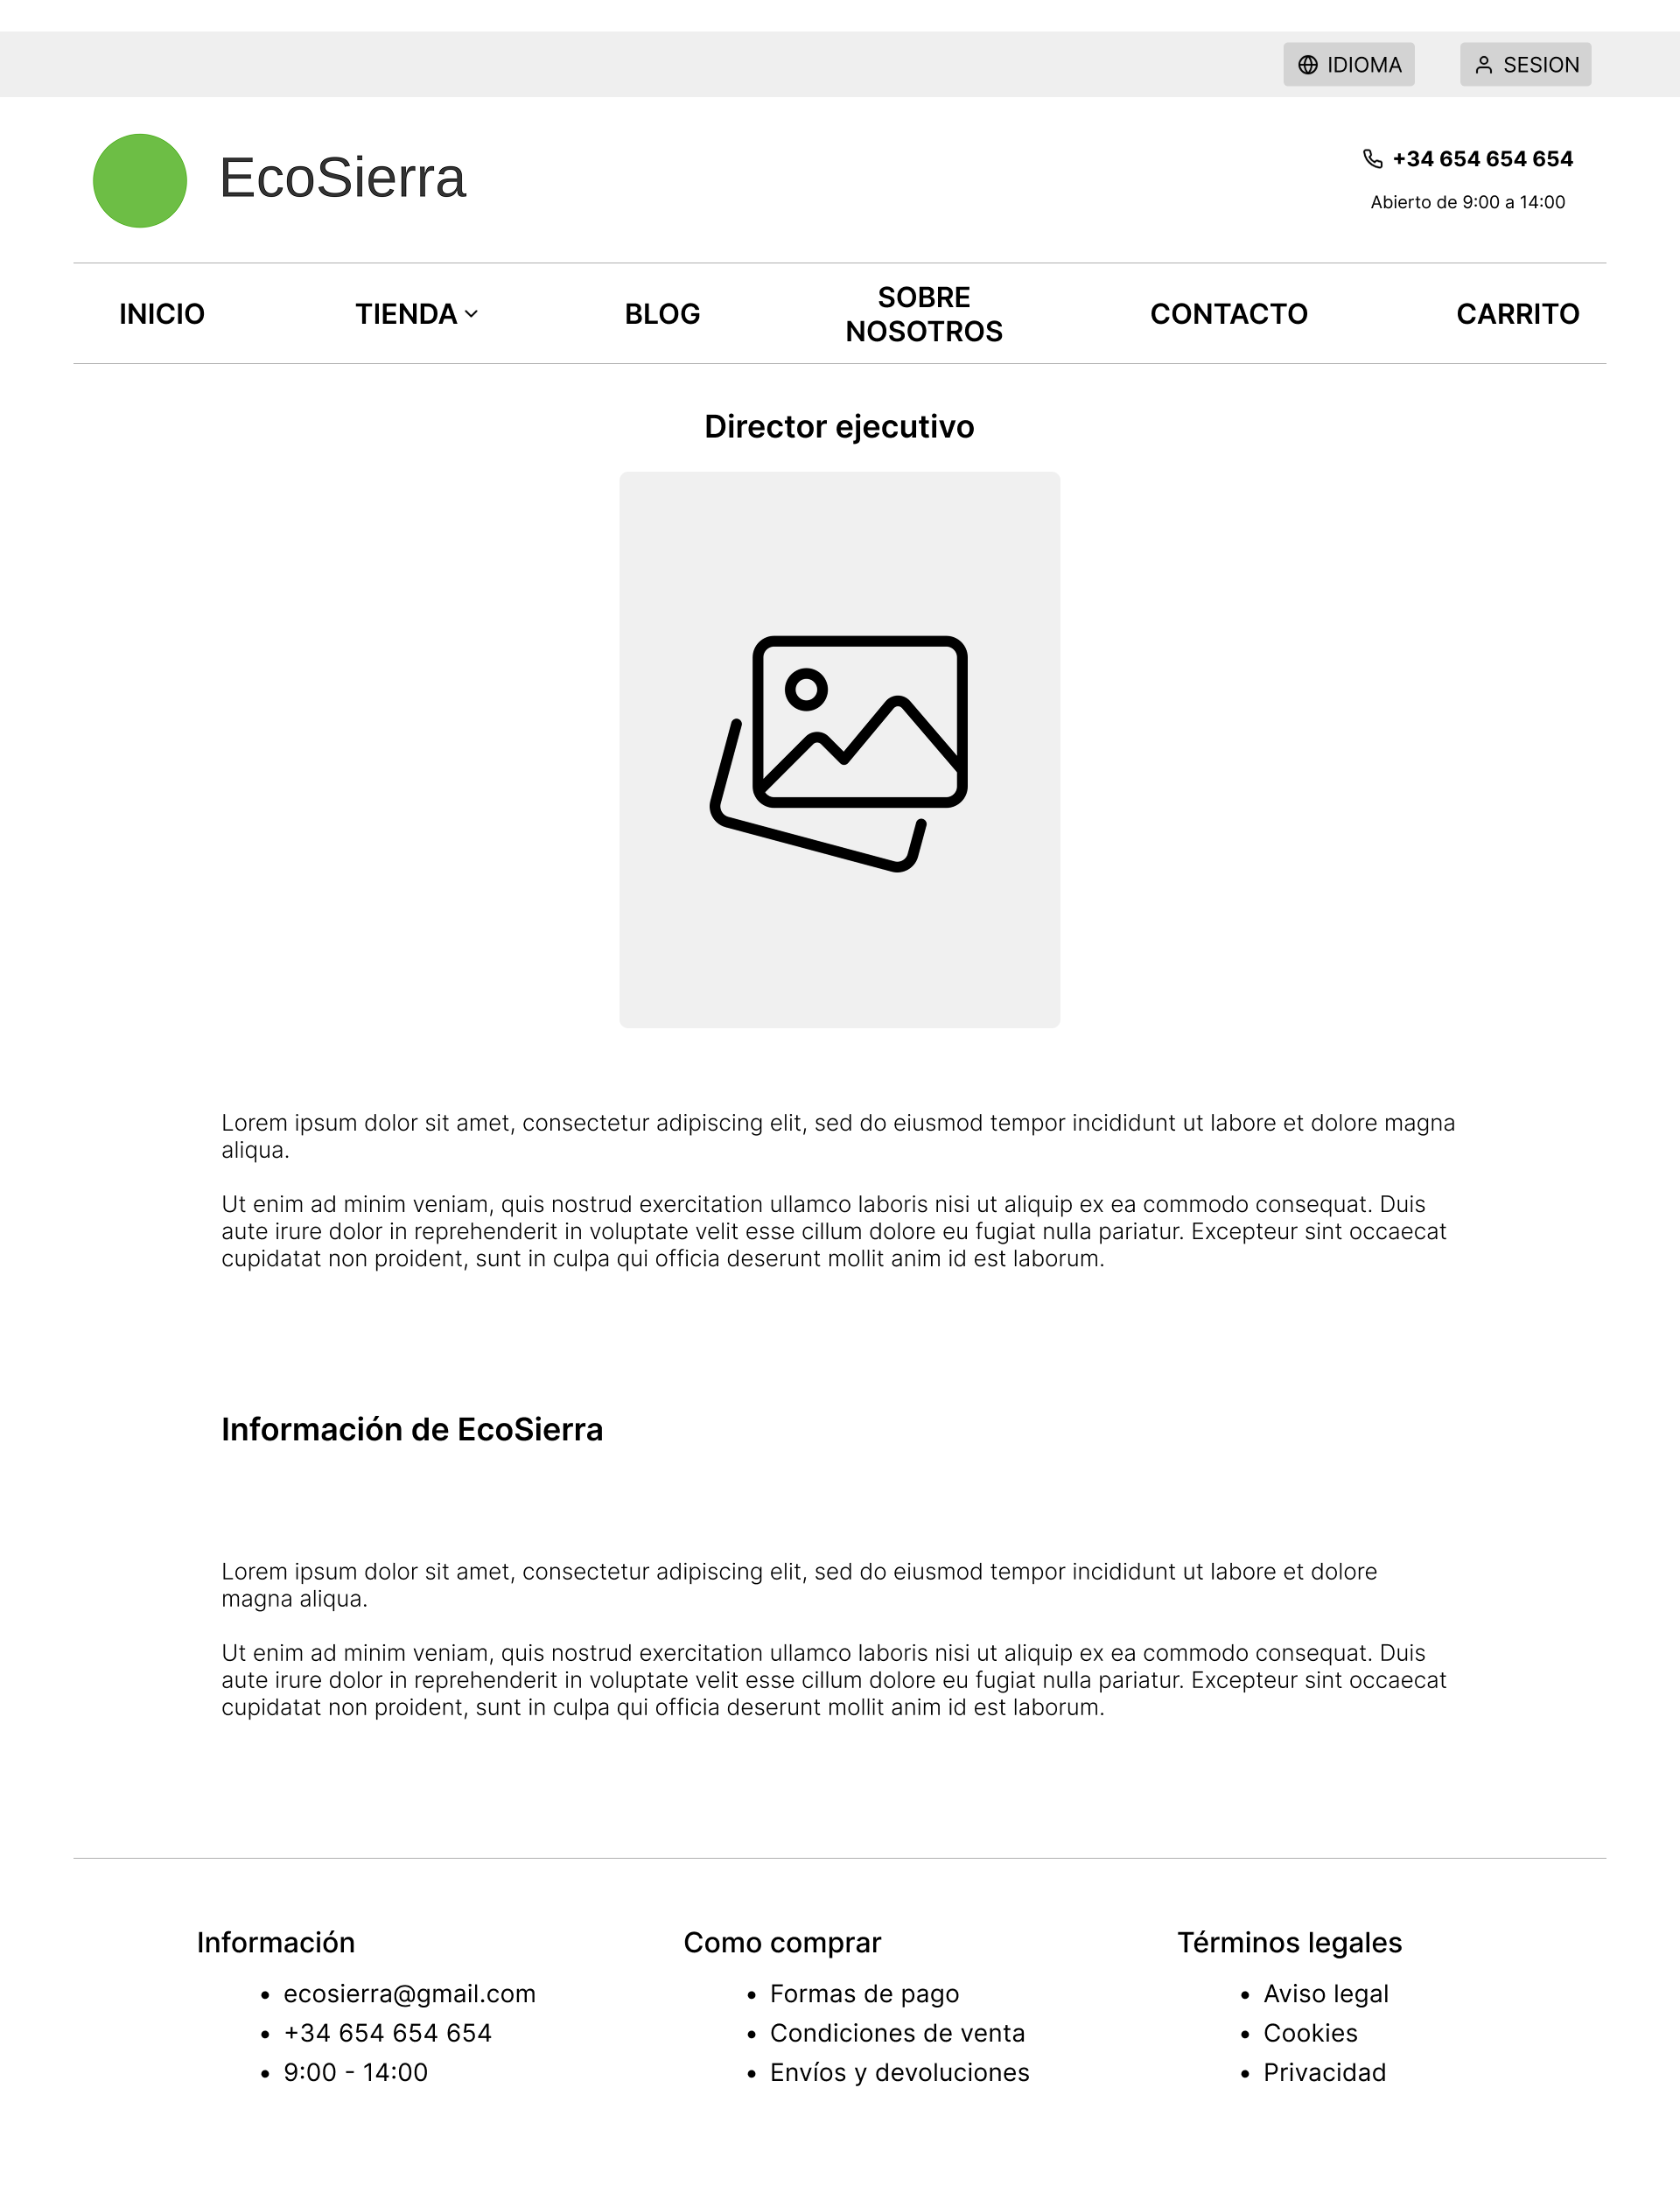 IDIOMA
SESION
EcoSierra
+34 654 654 654
Abierto de 9:00 a 14:00
INICIO
TIENDA
BLOG
SOBRE
NOSOTROS
CONTACTO
CARRITO
Director ejecutivo
Lorem ipsum dolor sit amet, consectetur adipiscing elit, sed do eiusmod tempor incididunt ut labore et dolore magna
aliqua.
Ut enim ad minim veniam, quis nostrud exercitation ullamco laboris nisi ut aliquip ex ea commodo consequat. Duis
aute irure dolor in reprehenderit in voluptate velit esse cillum dolore eu fugiat nulla pariatur. Excepteur sint occaecat
cupidatat non proident, sunt in culpa qui officia deserunt mollit anim id est laborum.
Información de EcoSierra
Lorem ipsum dolor sit amet, consectetur adipiscing elit, sed do eiusmod tempor incididunt ut labore et dolore
magna aliqua.
Ut enim ad minim veniam, quis nostrud exercitation ullamco laboris nisi ut aliquip ex ea commodo consequat. Duis
aute irure dolor in reprehenderit in voluptate velit esse cillum dolore eu fugiat nulla pariatur. Excepteur sint occaecat
cupidatat non proident, sunt in culpa qui officia deserunt mollit anim id est laborum.
Información
• ecosierra@gmail.com
• +34 654 654 654
• 9:00 - 14:00
Como comprar
• Formas de pago
• Condiciones de venta
• Envíos y devoluciones
Términos legales
• Aviso legal
• Cookies
• Privacidad